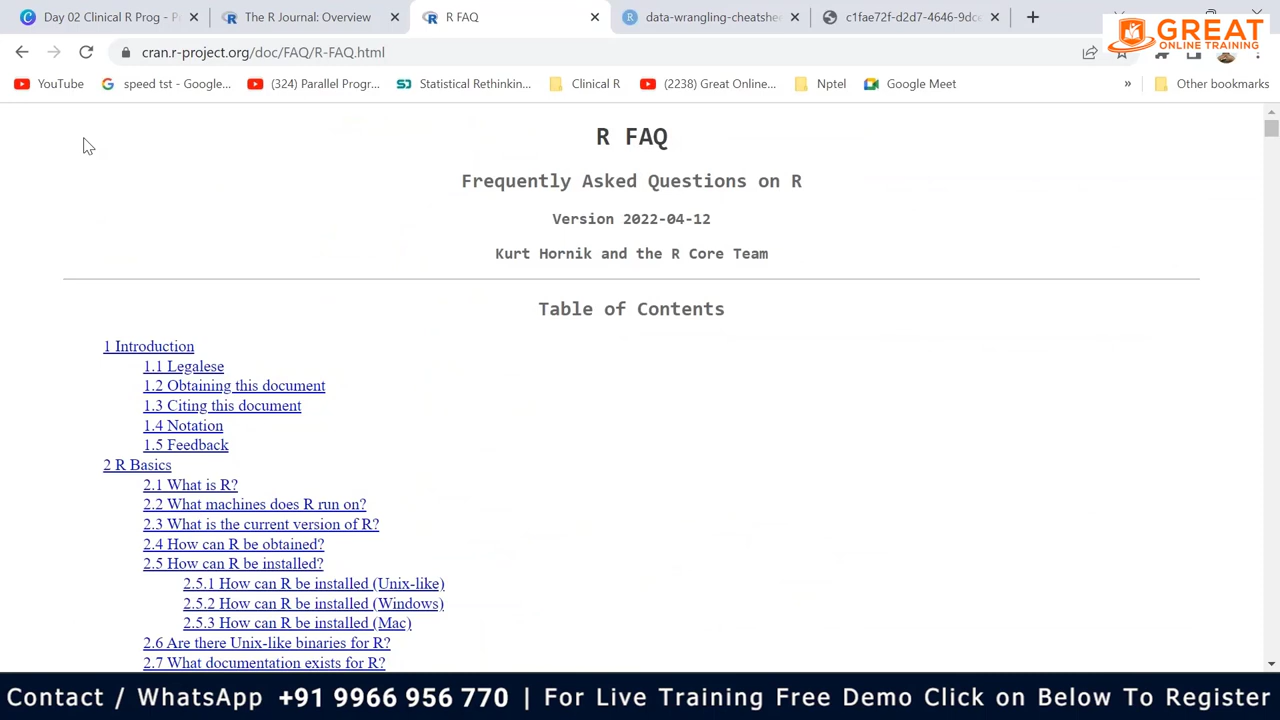 Day 02 Clinical R Prog - P
The R Journal: Overview
R FAQ
data-wrangling-cheatshe
c1fae72f-d2d7-4646-9dce
GREAT
ONLINE TRAINING
cran.r-project.org/doc/FAQ/R-FAQ.html
YouTube
speed tst - Google...
(324) Parallel Progr...
Statistical Rethinkin...
Clinical R
(2238) Great Online...
Nptel
Google Meet
»
Other bookmarks
R FAQ
Frequently Asked Questions on R
Version 2022-04-12
Kurt Hornik and the R Core Team
Table of Contents
1 Introduction
1.1 Legalese
1.2 Obtaining this document
1.3 Citing this document
1.4 Notation
1.5 Feedback
2 R Basics
2.1 What is R?
2.2 What machines does R run on?
2.3 What is the current version of R?
2.4 How can R be obtained?
2.5 How can R be installed?
2.5.1 How can R be installed (Unix-like)
2.5.2 How can R be installed (Windows)
2.5.3 How can R be installed (Mac)
2.6 Are there Unix-like binaries for R?
2.7 What documentation exists for R?
Contact / WhatsApp +91 9966 956 770 | For Live Training Free Demo Click on Below To Register